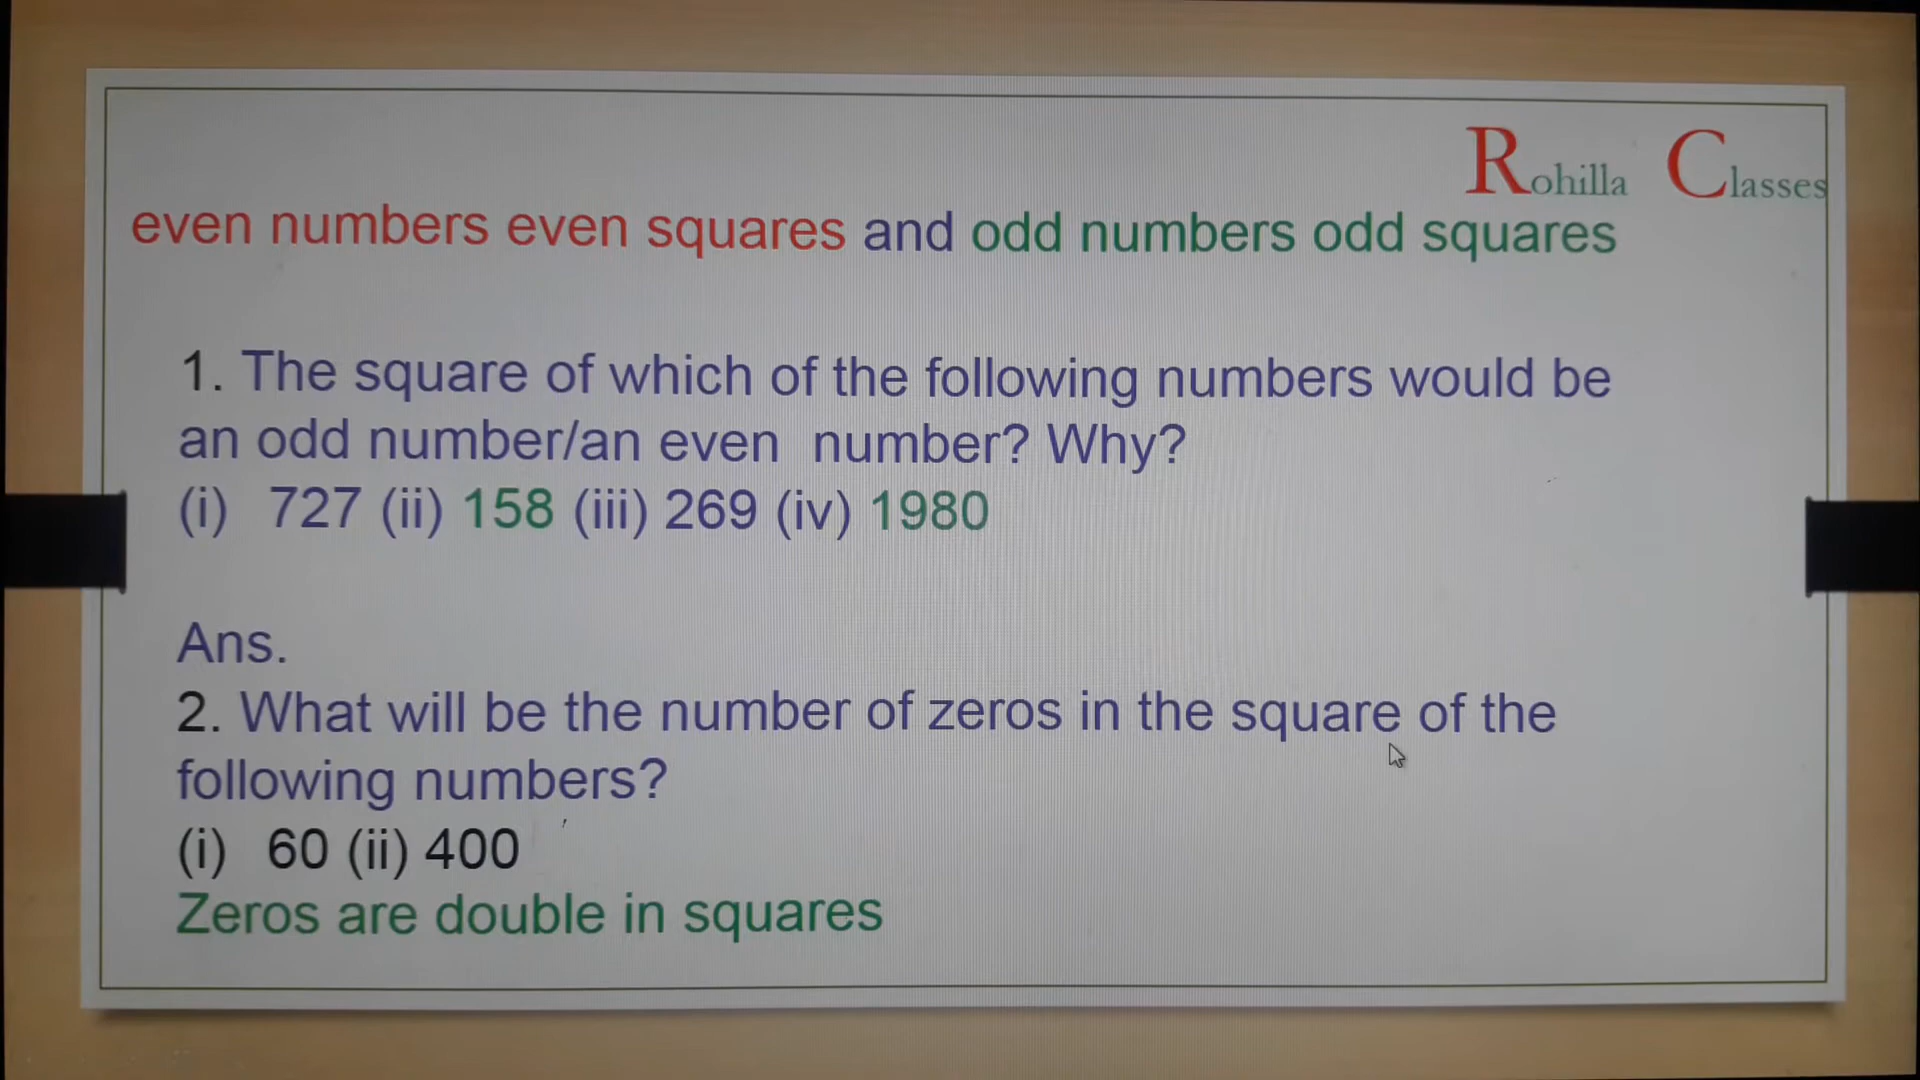 Rohilla Classes
even numbers even squares and odd numbers odd squares
1. The square of which of the following numbers would be
an odd number/an even number? Why?
(i) 727 (ii) 158 (iii) 269 (iv) 1980
Ans.
2. What will be the number of zeros in the square of the
following numbers?
(i) 60 (ii) 400
Zeros are double in squares